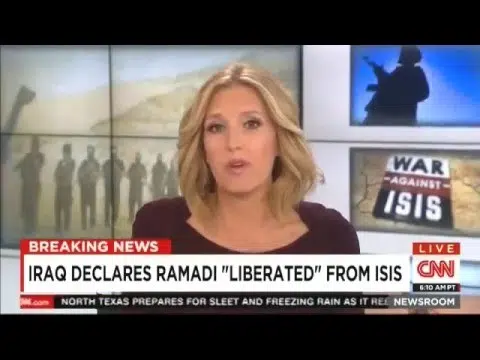 WAR
AGAINST
ISIS
BREAKING NEWS
LIVE
IRAQ DECLARES RAMADI "LIBERATED" FROM ISIS
CNN
6:10 AM PT
NORTH TEXAS PREPARES FOR SLEET AND FREEZING RAIN AS IT R
NEWSROOM